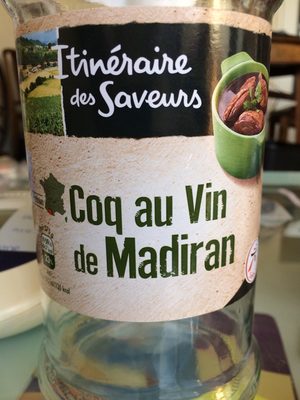 Itinéraire
des Saveurs
Coq au Vin
de Madiran